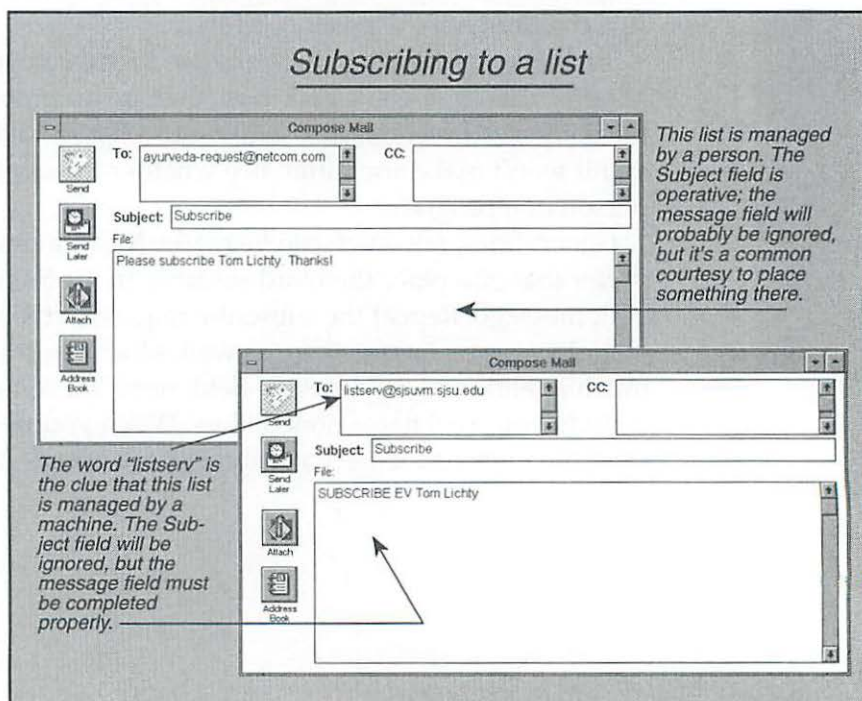 Subscribing to a list
Compose Mail
To: ayurveda-request@netcom.com
CC:
Send
Subject: Subscribe
File:
Send
Later
Please subscribe Tom Lichty. Thanks!
Attach
Address
Book
This list is managed
by a person. The
Subject field is
operative; the
message field will
probably be ignored,
but it's a common
courtesy to place
something there.
Compose Mail
To: listserv@sjsuvm.sjsu.edu
CC:
Send
Subject: Subscribe
File:
Send
Later
SUBSCRIBE EV Tom Lichty
Attach
Address
Book
The word "listserv" is
the clue that this list
is managed by a
machine. The Sub-
ject field will be
ignored, but the
message field must
be completed
properly.